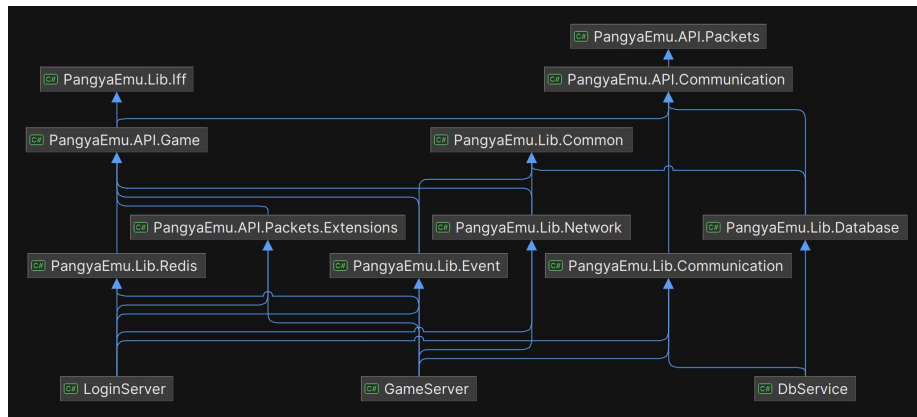 C# PangyaEmu.API.Packets
C# PangyaEmu.Lib.Iff
C# PangyaEmu.API.Communication
C# PangyaEmu.API.Game
C# PangyaEmu.Lib.Common
C# PangyaEmu.API.Packets.Extensions
C# PangyaEmu.Lib.Network
C# PangyaEmu.Lib.Database
C# PangyaEmu.Lib.Redis
C# PangyaEmu.Lib.Event
C# PangyaEmu.Lib.Communication
C# LoginServer
C# GameServer
C# DbService